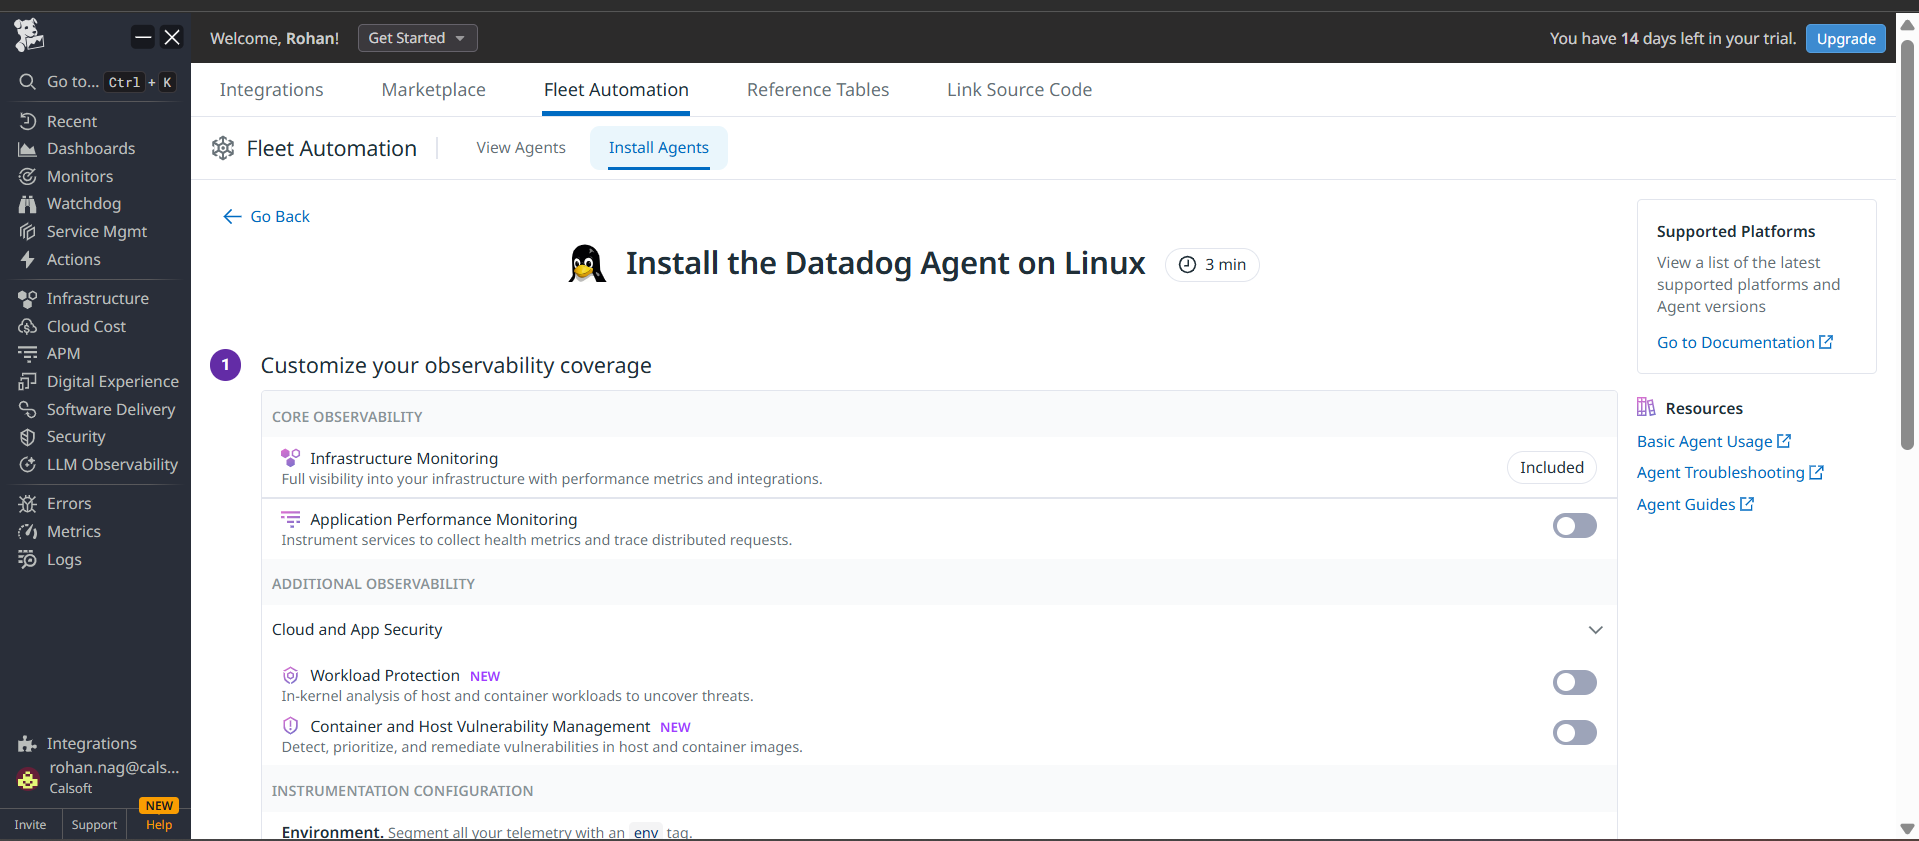 Welcome, Rohan!
Get Started
You have 14 days left in your trial.
Upgrade
Go to... Ctrl + K
Recent
Dashboards
Monitors
Watchdog
Service Mgmt
Actions
Infrastructure
Cloud Cost
APM
Digital Experience
Software Delivery
Security
LLM Observability
Errors
Metrics
Logs
Integrations
rohan.nag@cals...
Calsoft
NEW
Invite
Support
Help
Integrations
Marketplace
Fleet Automation
Reference Tables
Link Source Code
Fleet Automation
View Agents
Install Agents
Go Back
Install the Datadog Agent on Linux
3 min
1
Customize your observability coverage
CORE OBSERVABILITY
Infrastructure Monitoring
Full visibility into your infrastructure with performance metrics and integrations.
Included
Application Performance Monitoring
Instrument services to collect health metrics and trace distributed requests.
ADDITIONAL OBSERVABILITY
Cloud and App Security
Workload Protection NEW
In-kernel analysis of host and container workloads to uncover threats.
Container and Host Vulnerability Management NEW
Detect, prioritize, and remediate vulnerabilities in host and container images.
INSTRUMENTATION CONFIGURATION
Environment. Segment all your telemetry with an env tag.
Supported Platforms
View a list of the latest
supported platforms and
Agent versions
Go to Documentation
Resources
Basic Agent Usage
Agent Troubleshooting
Agent Guides